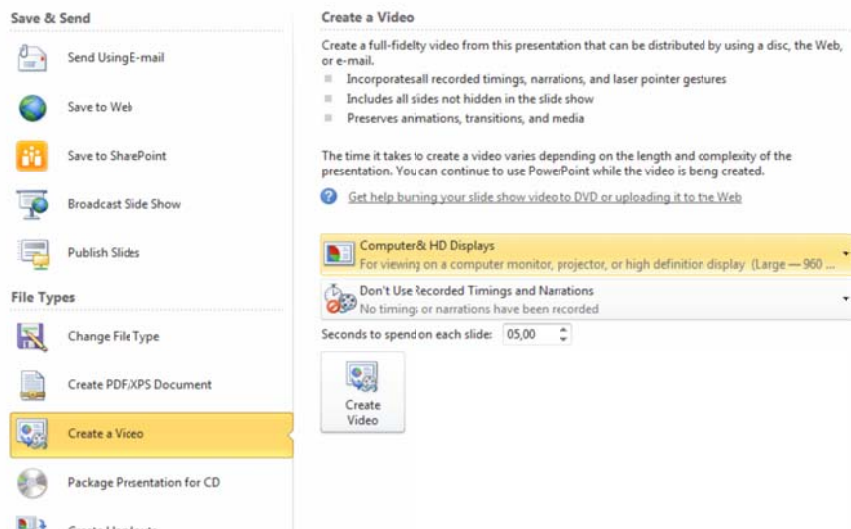 Save & Send
Send Using E-mail
Save to Web
Save to SharePoint
Broadcast Slide Show
Publish Slides
File Types
Change File Type
Create PDF/XPS Document
Create a Video
Package Presentation for CD
Create a Video
Create a full-fidelty video from this presentation that can be distributed by using a disc, the Web,
or e-mail.
Incorporates all recorded timings, narrations, and laser pointer gestures
Includes all sides not hidden in the slide show
Preserves animations, transitions, and media
The time it takes to create a video varies depending on the length and complexity of the
presentation. You can continue to use PowerPoint while the video is being created.
Get help burning your slide show video to DVD or uploading it to the Web
Computer & HD Displays
For viewing on a computer monitor, projector, or high definition display (Large — 960 ...
Don't Use Recorded Timings and Narrations
No timings or narrations have been recorded
Seconds to spend on each slide: 05,00
Create
Video